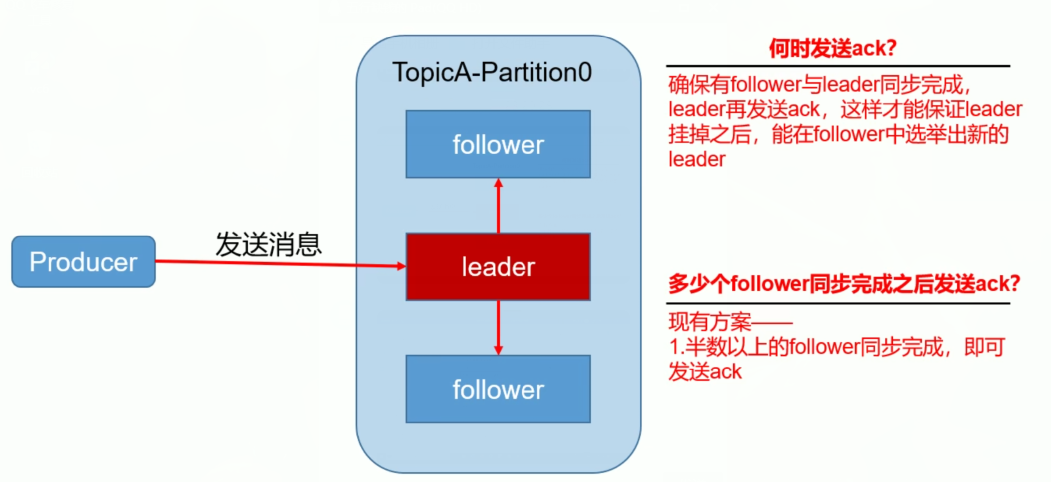 TopicA-Partition0
follower
Producer
发送消息
leader
follower
何时发送ack?
确保有follower与leader同步完成，
leader再发送ack，这样才能保证leader
挂掉之后，能在follower中选举出新的
leader
多少个follower同步完成之后发送ack?
现有方案——
1.半数以上的follower同步完成，即可
发送ack